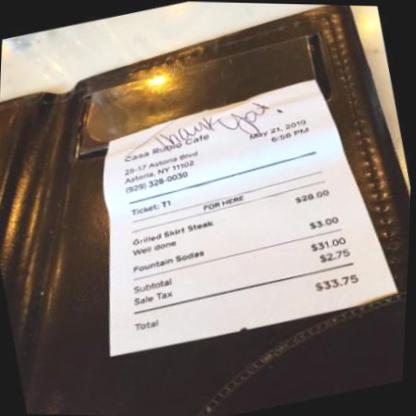 Thank You!
Casa Rubio Cafe
May 21, 2019
25-17 Astoria Blvd
6:58 PM
Astoria, NY 11102
(929) 328-0030
Ticket: T1
FOR HERE
Grilled Skirt Steak $28.00
Well done
Fountain Sodas $3.00
Subtotal $31.00
Sale Tax $2.75
Total $33.75